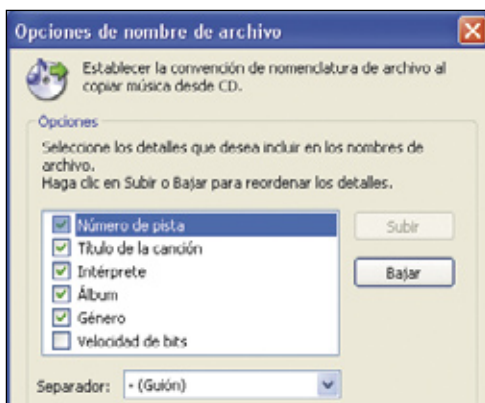 Opciones de nombre de archivo
Establecer la convención de nomenclatura de archivo al
copiar música desde CD.
Opciones
Seleccione los detalles que desea incluir en los nombres de
archivo.
Haga clic en Subir o Bajar para reordenar los detalles.
Número de pista
Subir
Título de la canción
Intérprete
Bajar
Álbum
Género
Velocidad de bits
Separador: - (Guión)